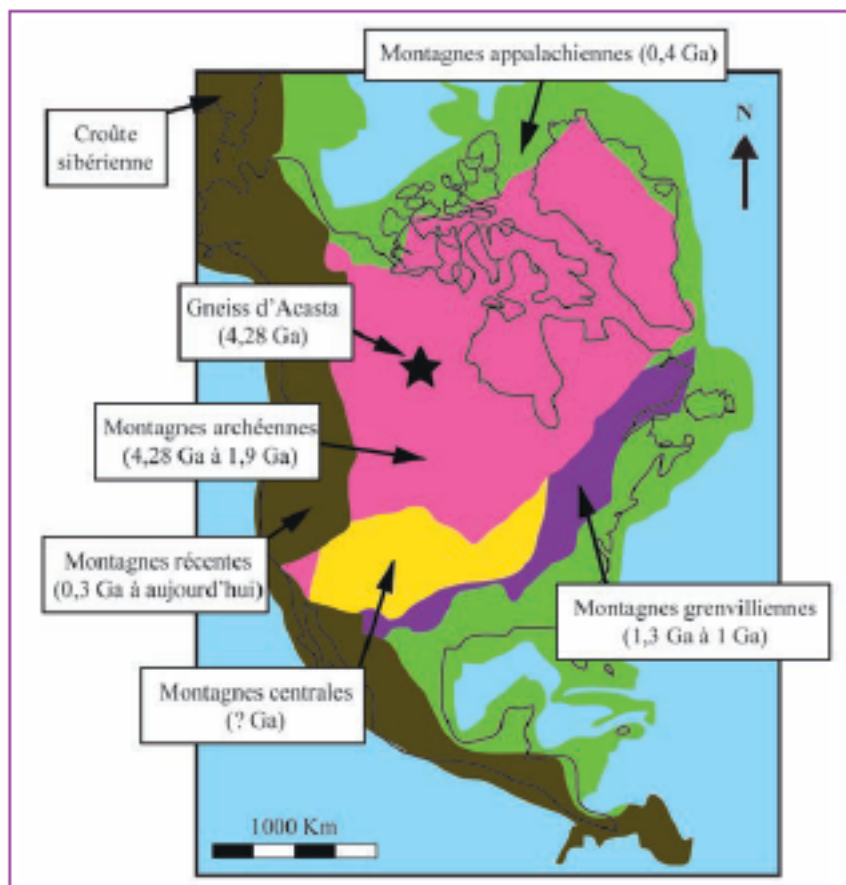 Montagnes appalachiennes (0,4 Ga)
Croûte
sibérienne
N
Gneiss d'Acasta
(4,28 Ga)
Montagnes archéennes
(4,28 Ga à 1,9 Ga)
Montagnes récentes
(0,3 Ga à aujourd'hui)
Montagnes grenvilliennes
(1,3 Ga à 1 Ga)
Montagnes centrales
(? Ga)
1000 Km